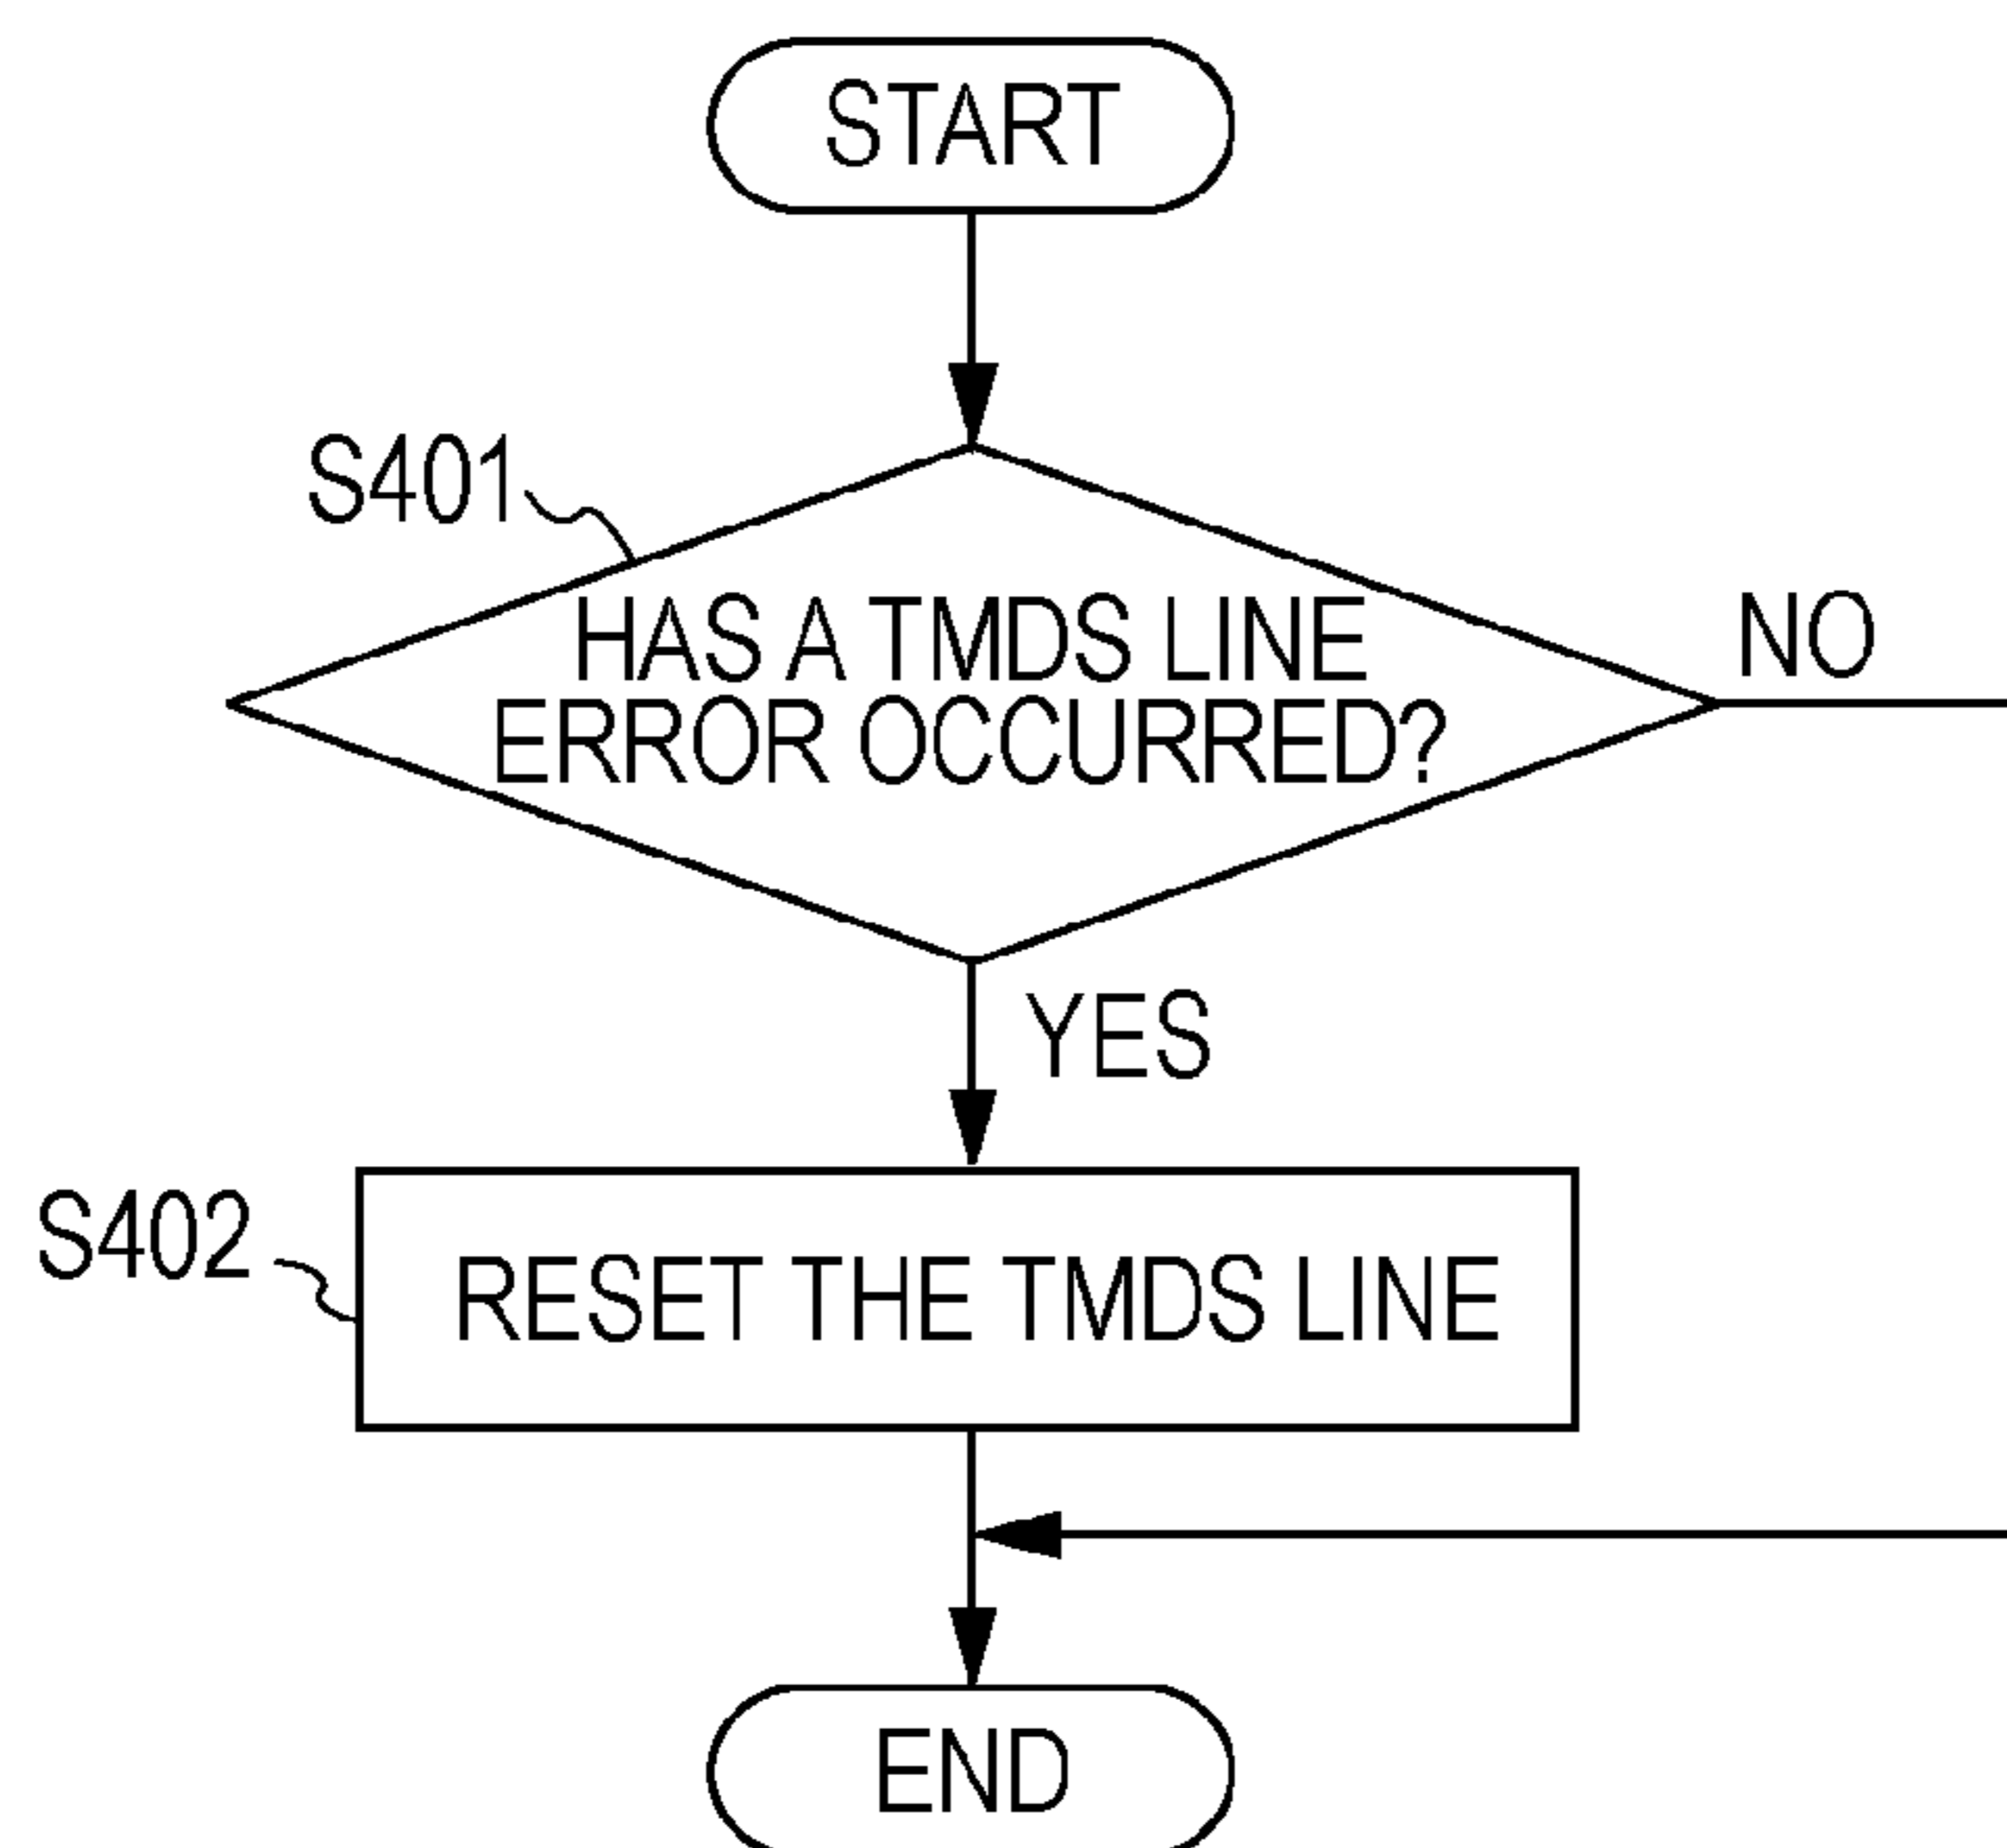 START
S401
HAS A TMDS LINE
ERROR OCCURRED?
NO
YES
S402
RESET THE TMDS LINE
END